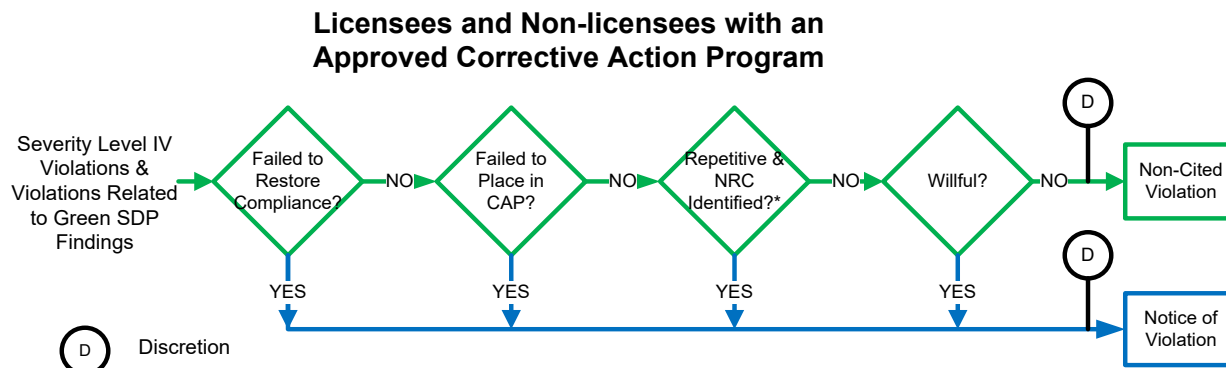 Licensees and Non-licensees with an
Approved Corrective Action Program
Severity Level IV
Violations &
Violations Related
to Green SDP
Findings
Failed to
Restore
Compliance?
NO
Failed to
Place in
CAP?
NO
Repetitive &
NRC
Identified?*
NO
Willful?
NO
D
Non-Cited
Violation
YES
YES
YES
YES
D
Notice of
Violation
D
Discretion